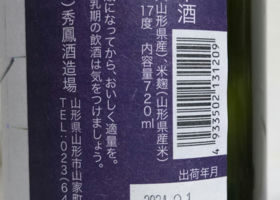 酒
山形県産)、米麹(山形県産米)
17度 内容量720ml
4933502131209
出荷年月
になってから、おいしく適量を。
乳期の飲酒は気をつけましょう。
) 秀鳳酒造場
山形県山形市山家町
TEL::023(64